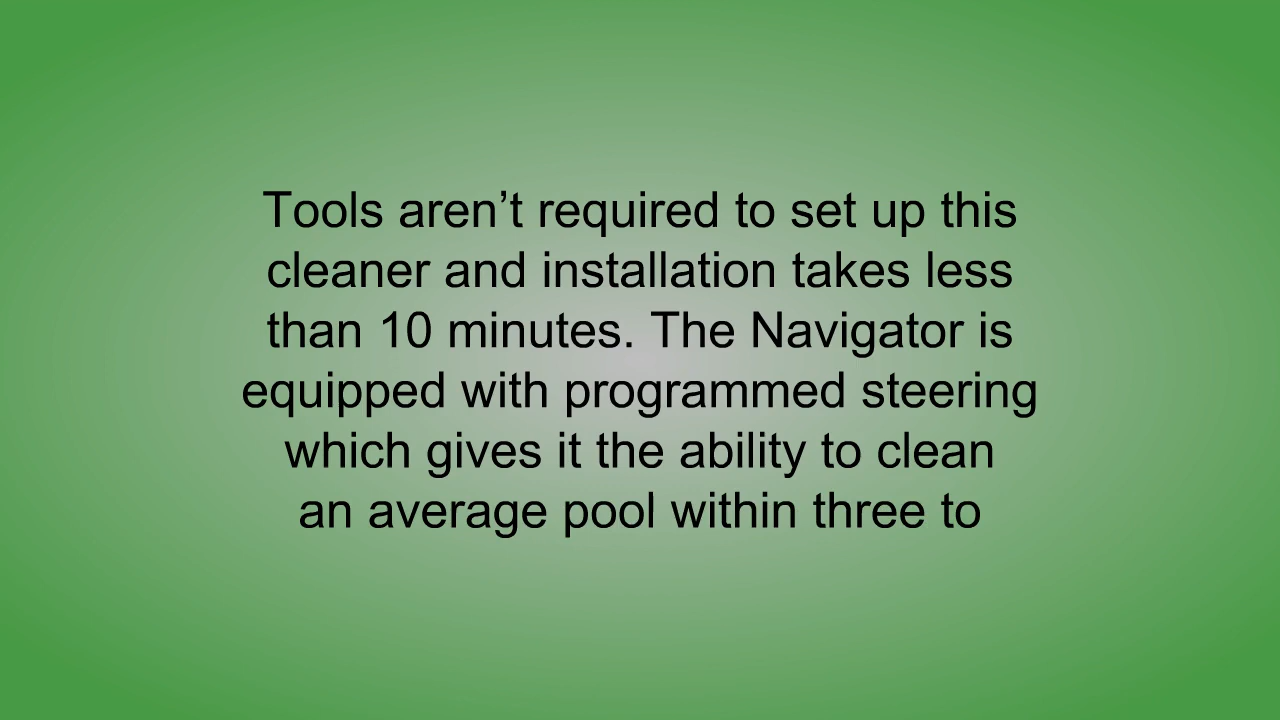 Tools aren’t required to set up this
cleaner and installation takes less
than 10 minutes. The Navigator is
equipped with programmed steering
which gives it the ability to clean
an average pool within three to